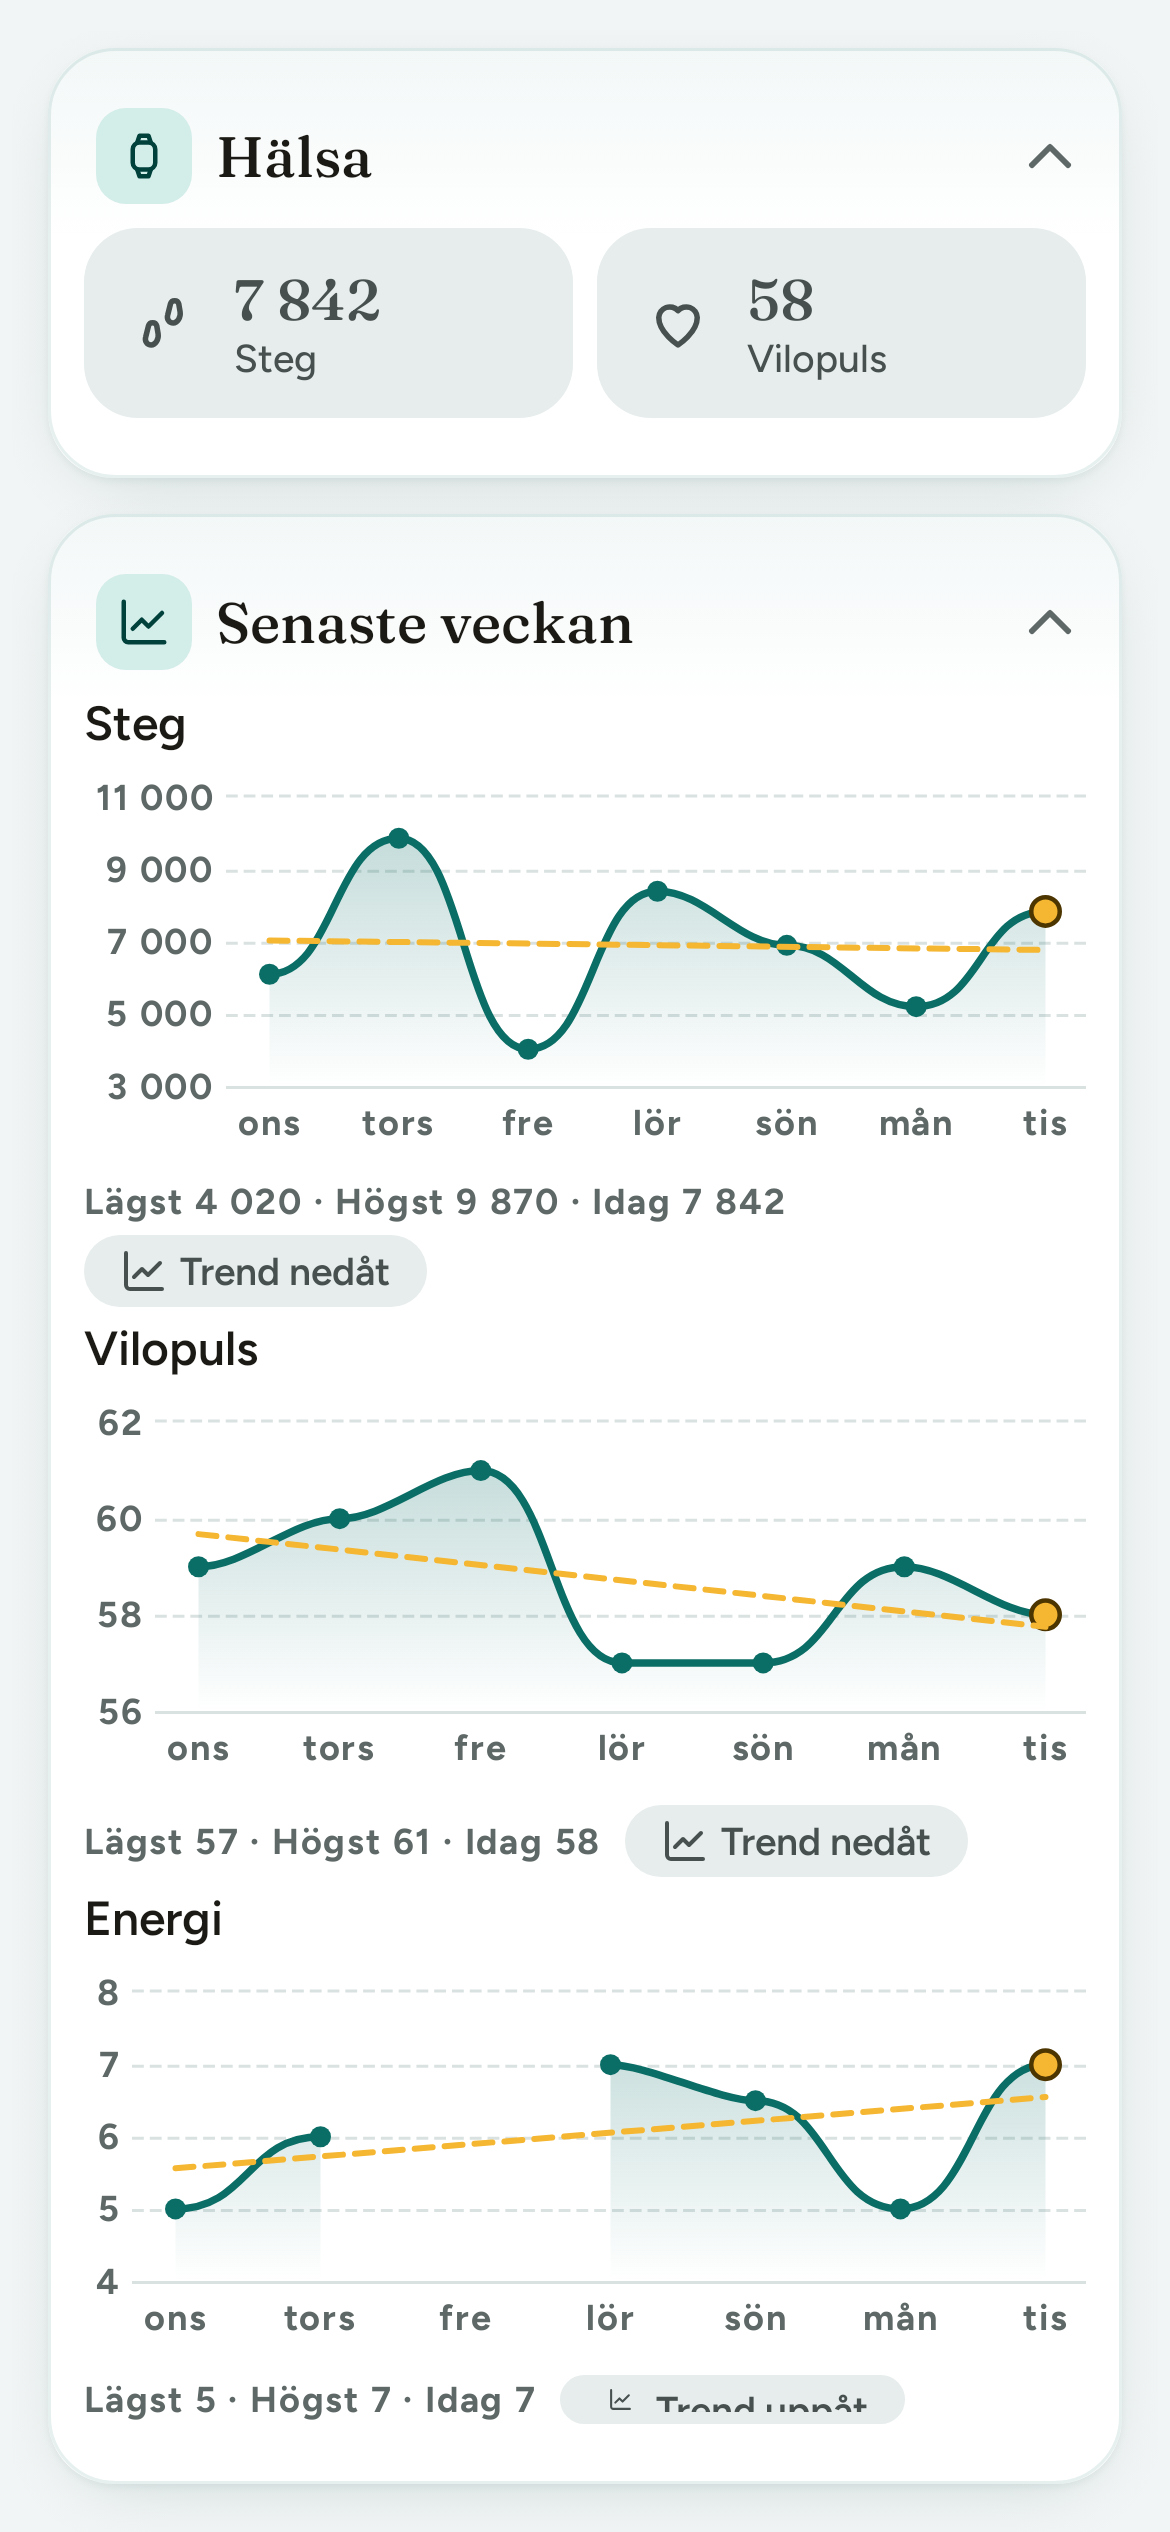 Hälsa
7 842
Steg
58
Vilopuls
Senaste veckan
Steg
11 000
9 000
7 000
5 000
3 000
ons tors fre lör sön mån tis
Lägst 4 020 · Högst 9 870 · Idag 7 842
Trend nedåt
Vilopuls
62
60
58
56
ons tors fre lör sön mån tis
Lägst 57 · Högst 61 · Idag 58 Trend nedåt
Energi
8
7
6
5
4
ons tors fre lör sön mån tis
Lägst 5 · Högst 7 · Idag 7 Trend uppåt